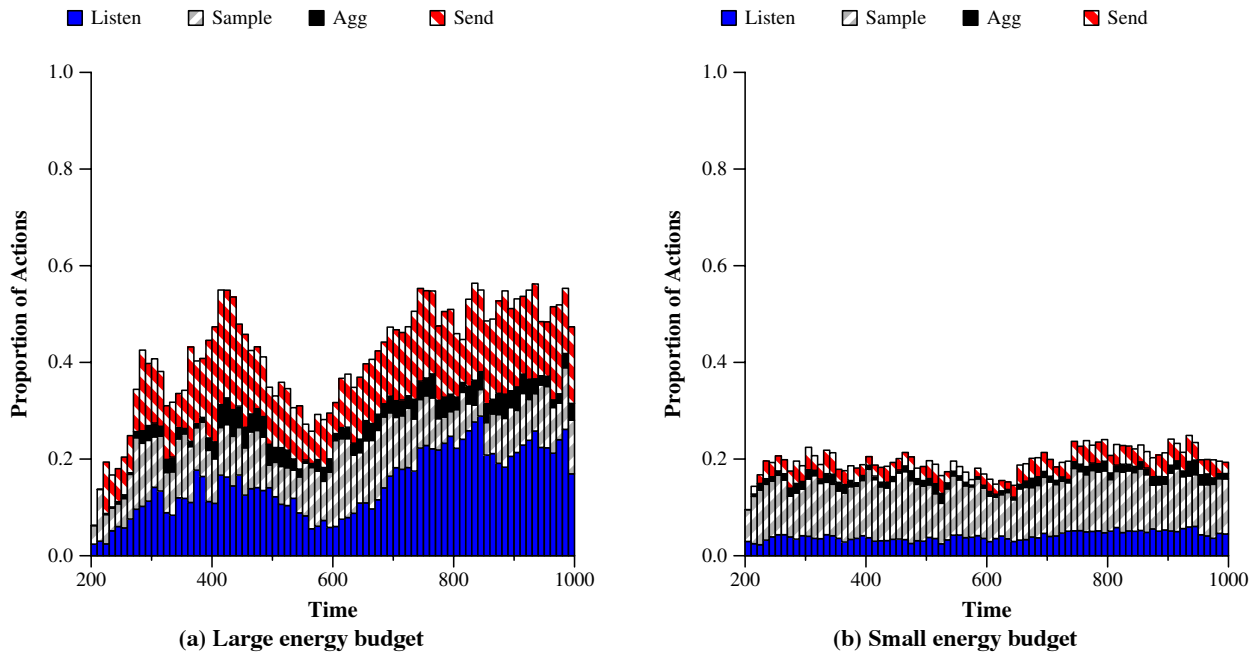 Listen Sample Agg Send
1.0
0.8
0.6
0.4
0.2
0.0
Proportion of Actions
200 400 600 800 1000
Time
(a) Large energy budget
Listen Sample Agg Send
1.0
0.8
0.6
0.4
0.2
0.0
Proportion of Actions
200 400 600 800 1000
Time
(b) Small energy budget